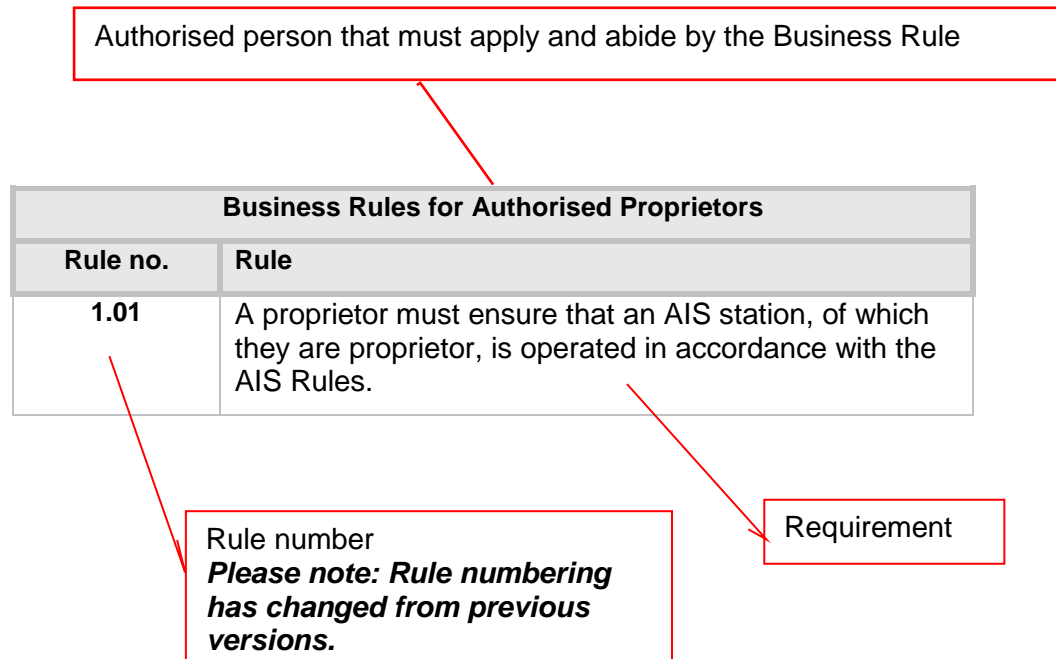 Authorised person that must apply and abide by the Business Rule
Business Rules for Authorised Proprietors
Rule no. Rule
1.01 A proprietor must ensure that an AIS station, of which
they are proprietor, is operated in accordance with the
AIS Rules.
Rule number
Please note: Rule numbering
has changed from previous
versions.
Requirement